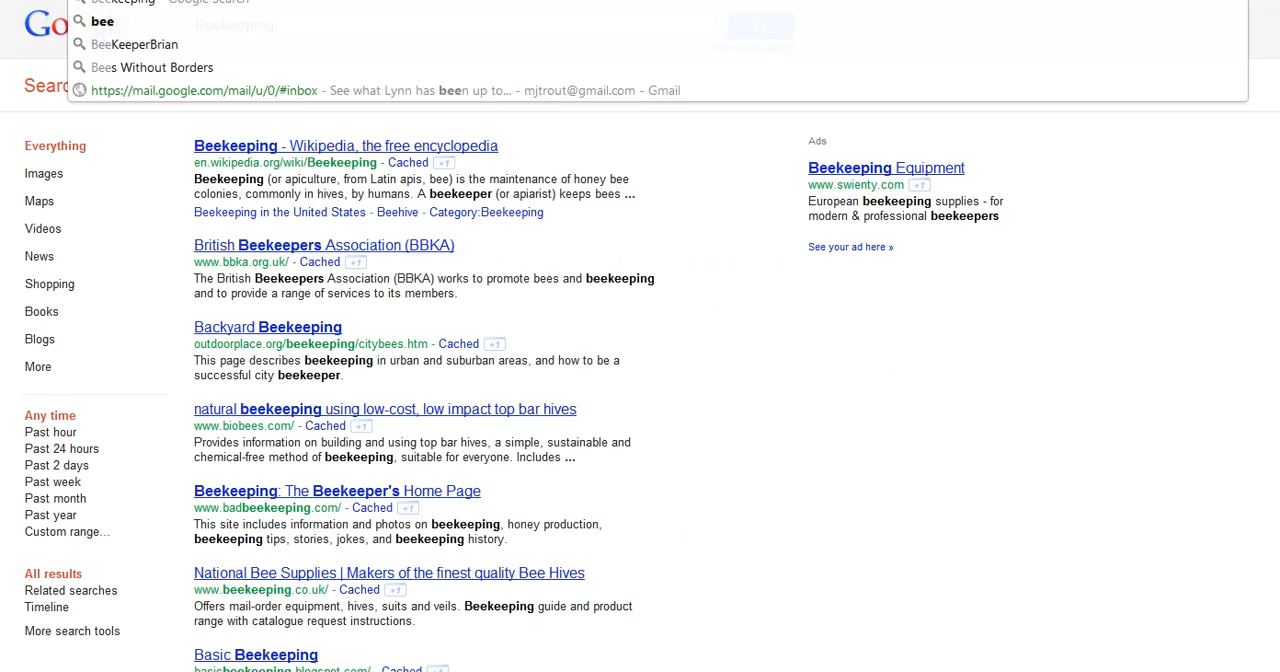 Beekeeping - Google Search
bee
BeeKeeperBrian
Bees Without Borders
https://mail.google.com/mail/u/0/#inbox - See what Lynn has been up to... - mjtrout@gmail.com - Gmail
Go
Beekeeping
Advanced search
Searc
Everything
Images
Maps
Videos
News
Shopping
Books
Blogs
More
Any time
Past hour
Past 24 hours
Past 2 days
Past week
Past month
Past year
Custom range...
All results
Related searches
Timeline
More search tools
Beekeeping - Wikipedia, the free encyclopedia
en.wikipedia.org/wiki/Beekeeping - Cached +1
Beekeeping (or apiculture, from Latin apis, bee) is the maintenance of honey bee
colonies, commonly in hives, by humans. A beekeeper (or apiarist) keeps bees ...
Beekeeping in the United States - Beehive - Category:Beekeeping
British Beekeepers Association (BBKA)
www.bbka.org.uk/ - Cached +1
The British Beekeepers Association (BBKA) works to promote bees and beekeeping
and to provide a range of services to its members.
Backyard Beekeeping
outdoorplace.org/beekeeping/citybees.htm - Cached +1
This page describes beekeeping in urban and suburban areas, and how to be a
successful city beekeeper.
natural beekeeping using low-cost, low impact top bar hives
www.biobees.com/ - Cached +1
Provides information on building and using top bar hives, a simple, sustainable and
chemical-free method of beekeeping, suitable for everyone. Includes ...
Beekeeping: The Beekeeper's Home Page
www.badbeekeeping.com/ - Cached +1
This site includes information and photos on beekeeping, honey production,
beekeeping tips, stories, jokes, and beekeeping history.
National Bee Supplies | Makers of the finest quality Bee Hives
www.beekeeping.co.uk/ - Cached +1
Offers mail-order equipment, hives, suits and veils. Beekeeping guide and product
range with catalogue request instructions.
Basic Beekeeping
basicbeekeeping.blogspot.com/ - Cached +1
Ads
Beekeeping Equipment
www.swienty.com +1
European beekeeping supplies - for
modern & professional beekeepers
See your ad here »